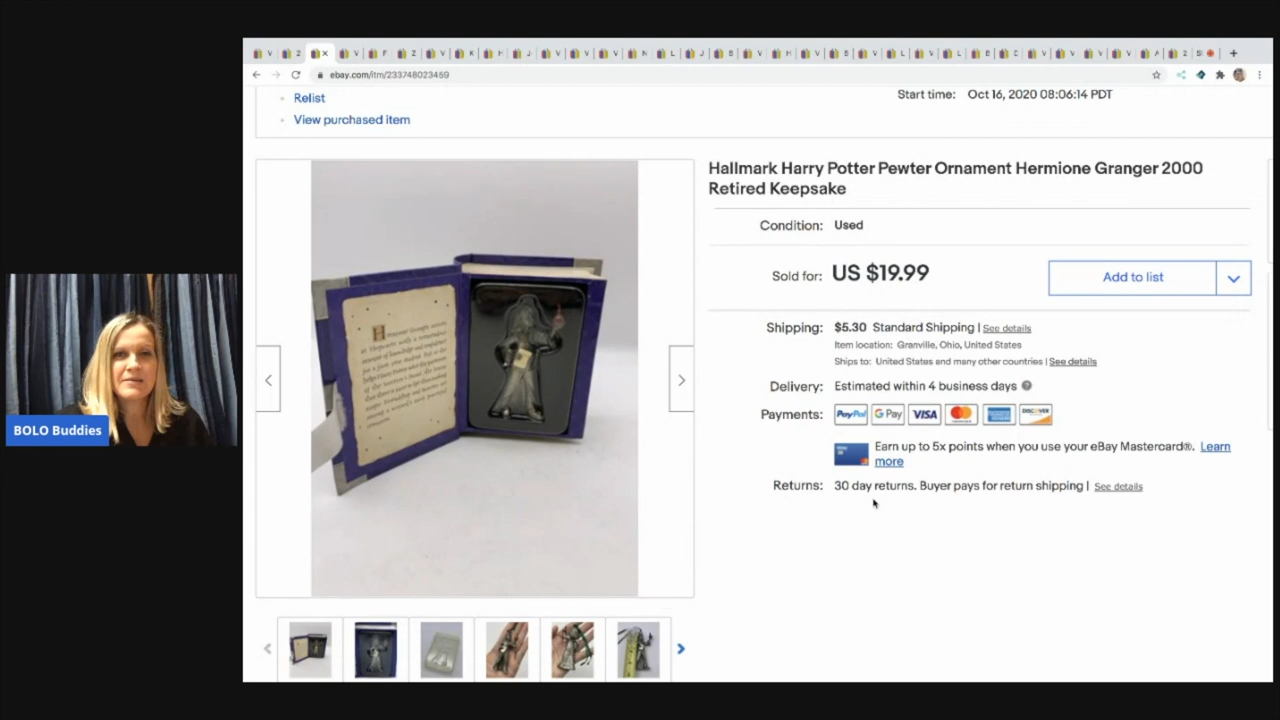 ebay.com/itm/233748023459
Relist
View purchased item
Start time: Oct 16, 2020 08:06:14 PDT
Hallmark Harry Potter Pewter Ornament Hermione Granger 2000
Retired Keepsake
Condition: Used
Sold for: US $19.99
Add to list
Shipping: $5.30 Standard Shipping | See details
Item location: Granville, Ohio, United States
Ships to: United States and many other countries | See details
Delivery: Estimated within 4 business days
Payments: PayPal G Pay VISA DISCOVER
Earn up to 5x points when you use your eBay Mastercard®. Learn
more
Returns: 30 day returns. Buyer pays for return shipping | See details
BOLO Buddies